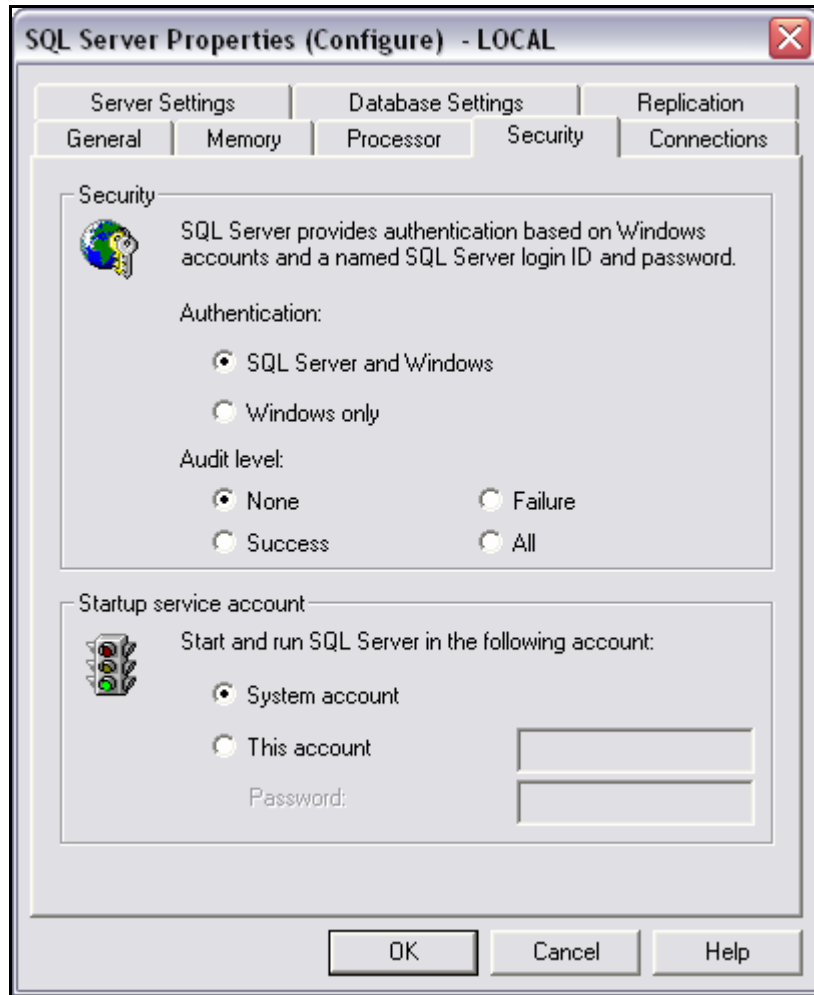 SQL Server Properties (Configure) - LOCAL
Server Settings Database Settings Replication
General Memory Processor Security Connections
Security
SQL Server provides authentication based on Windows
accounts and a named SQL Server login ID and password.
Authentication:
SQL Server and Windows
Windows only
Audit level:
None Failure
Success All
Startup service account
Start and run SQL Server in the following account:
System account
This account
Password:
OK Cancel Help